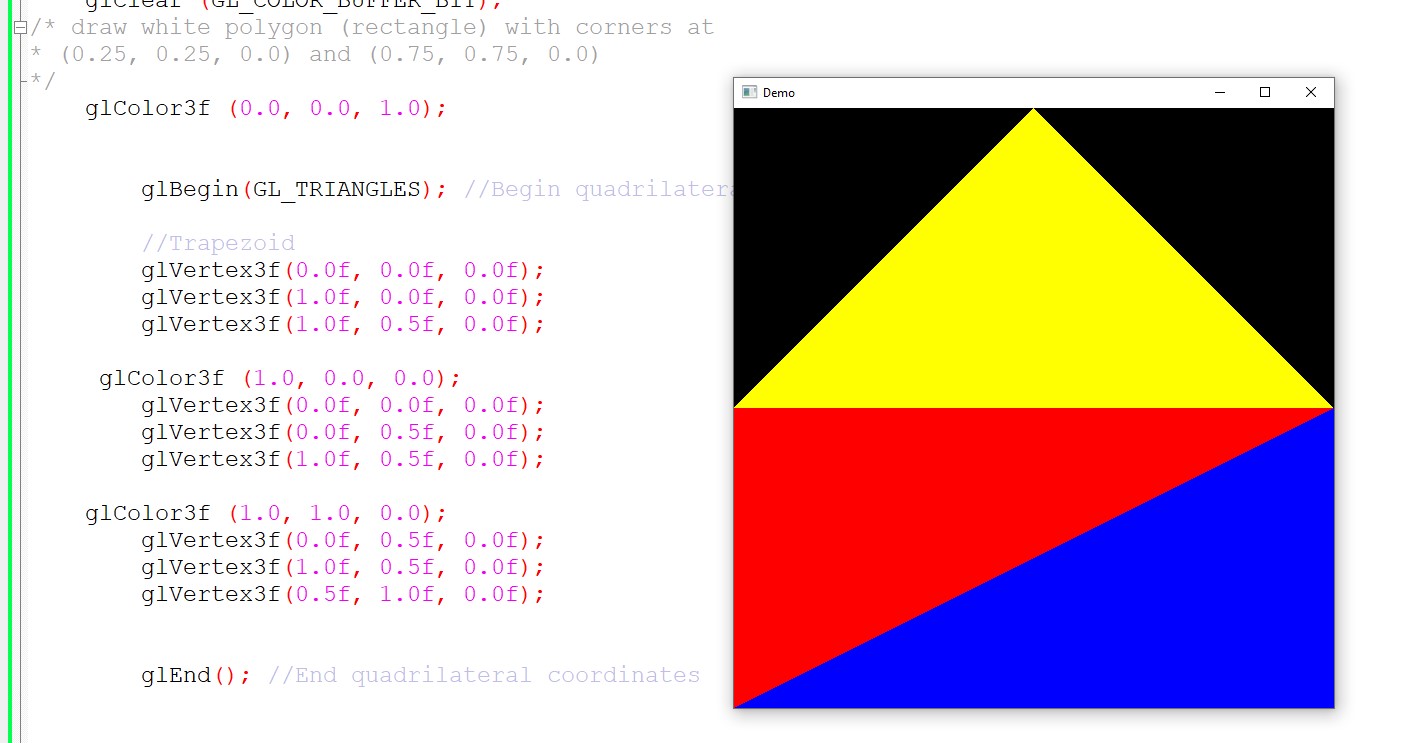 glClear (GL_COLOR_BUFFER_BIT);
/* draw white polygon (rectangle) with corners at
* (0.25, 0.25, 0.0) and (0.75, 0.75, 0.0)
*/
glColor3f (0.0, 0.0, 1.0);
Demo
glBegin(GL_TRIANGLES); //Begin quadrilatera
//Trapezoid
glVertex3f(0.0f, 0.0f, 0.0f);
glVertex3f(1.0f, 0.0f, 0.0f);
glVertex3f(1.0f, 0.5f, 0.0f);
glColor3f (1.0, 0.0, 0.0);
glVertex3f(0.0f, 0.0f, 0.0f);
glVertex3f(0.0f, 0.5f, 0.0f);
glVertex3f(1.0f, 0.5f, 0.0f);
glColor3f (1.0, 1.0, 0.0);
glVertex3f(0.0f, 0.5f, 0.0f);
glVertex3f(1.0f, 0.5f, 0.0f);
glVertex3f(0.5f, 1.0f, 0.0f);
glEnd(); //End quadrilateral coordinates